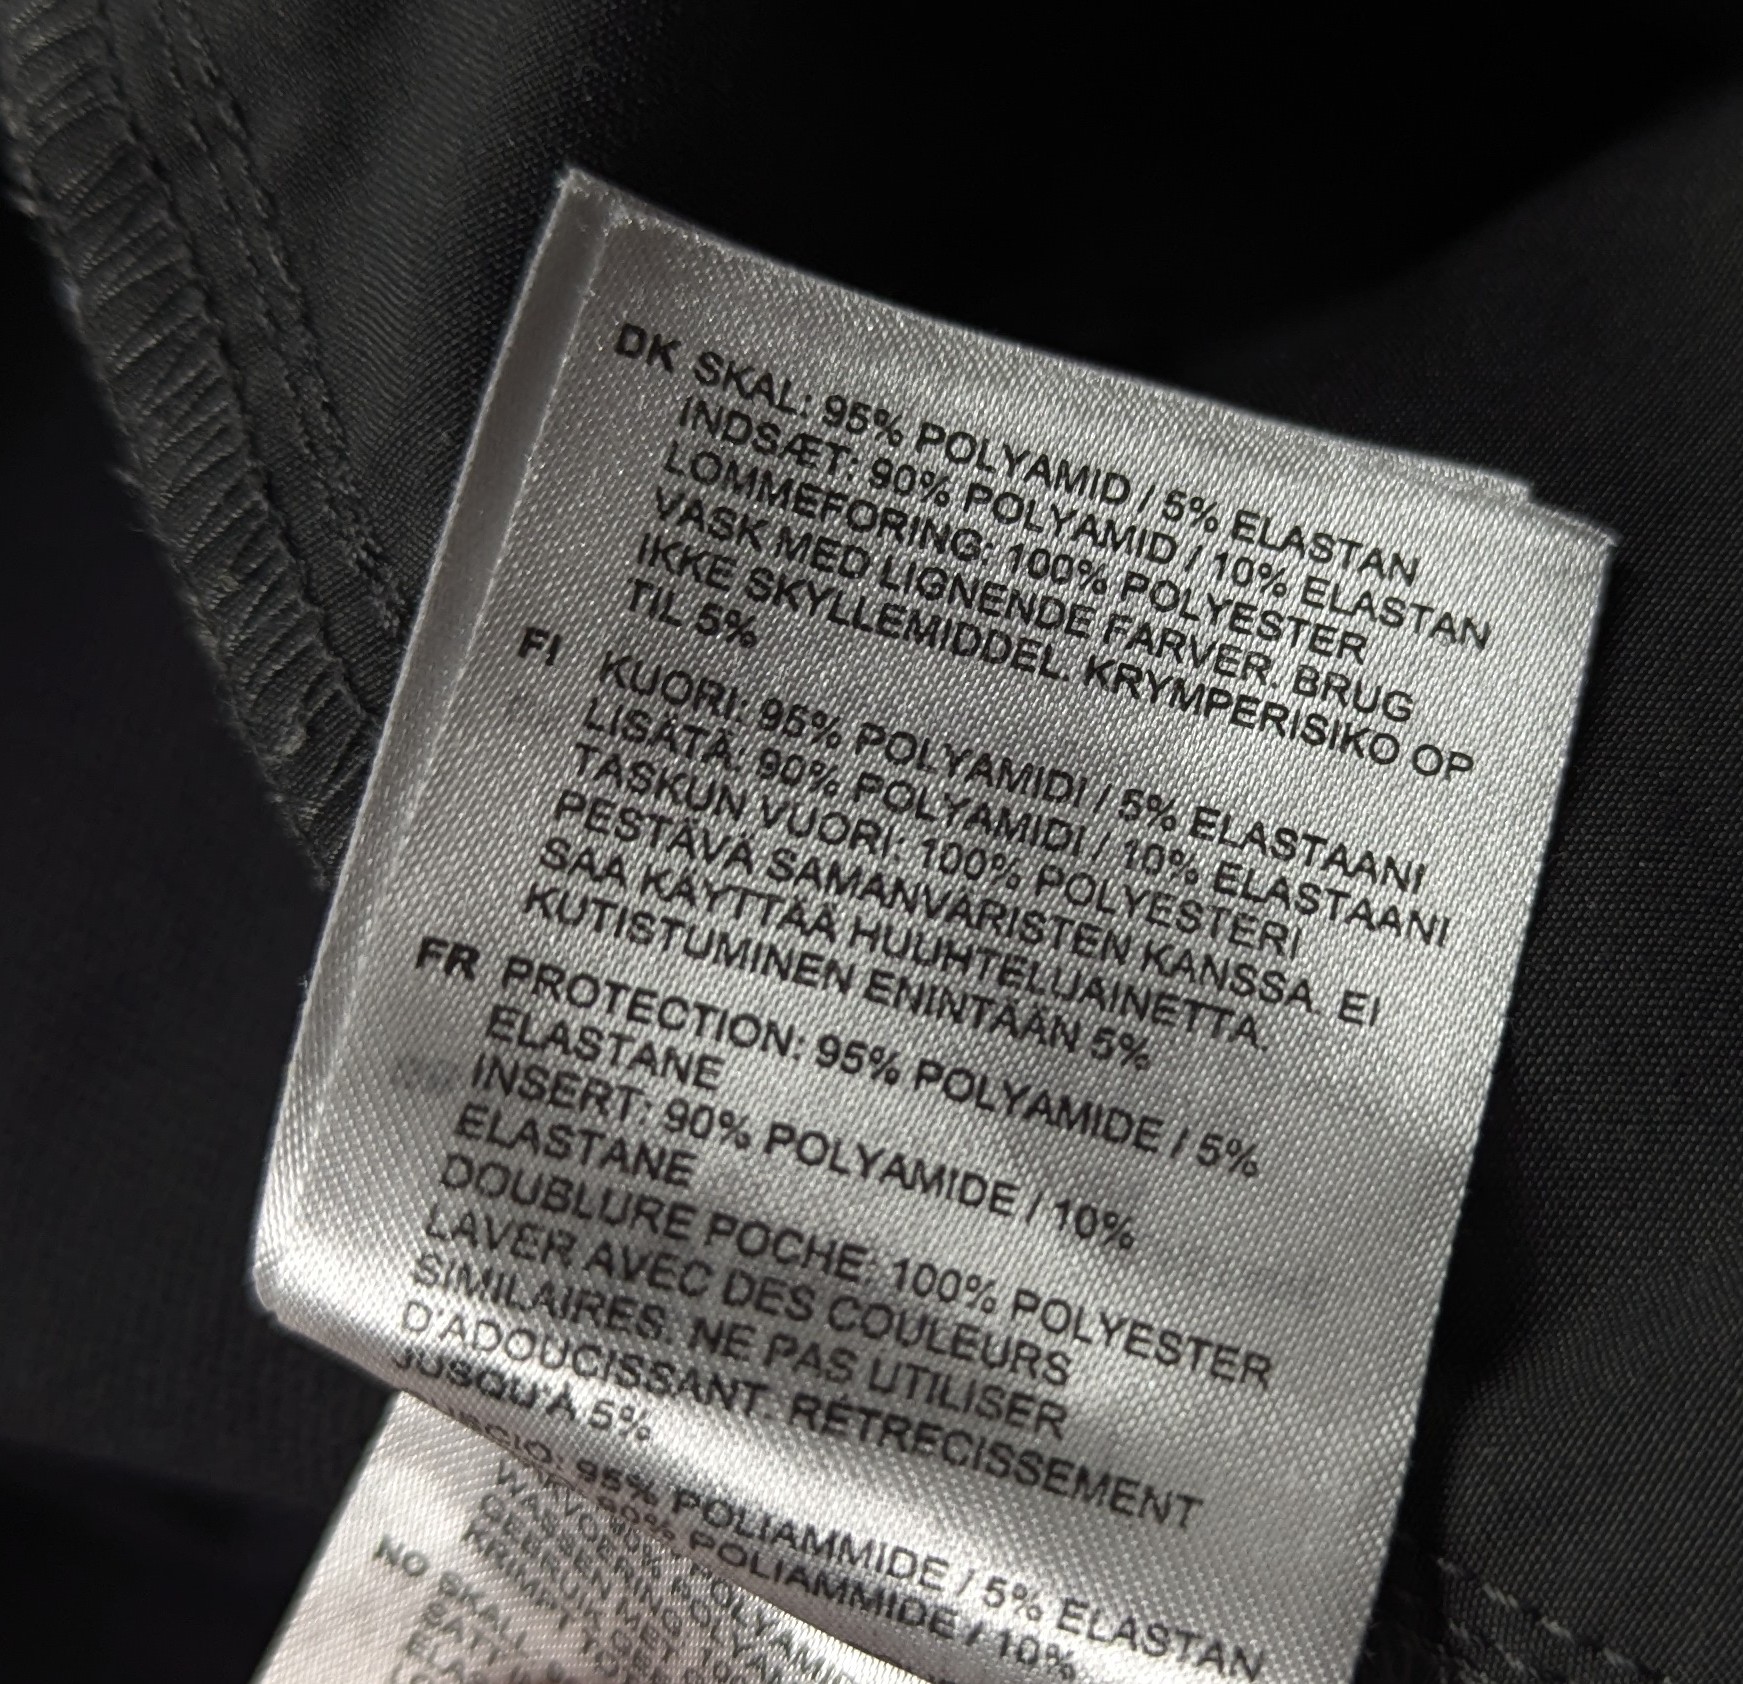 DK SKAL: 95% POLYAMID / 5% ELASTAN
INDSÆT: 90% POLYAMID / 10% ELASTAN
LOMMEFORING: 100% POLYESTER
VASK MED LIGNENDE FARVER. BRUG
IKKE SKYLLEMIDDEL. KRYMPERISIKO OP
TIL 5%
FI KUORI: 95% POLYAMIDI / 5% ELASTAANI
LISÄTÄ: 90% POLYAMIDI / 10% ELASTAANI
TASKUN VUORI: 100% POLYESTERI
PESTÄVÄ SAMANVÄRISTEN KANSSA. EI
SAA KÄYTTÄÄ HUUHTELUAINETTA.
KUTISTUMINEN ENINTÄÄN 5%
FR PROTECTION: 95% POLYAMIDE / 5%
ELASTANE
INSERT: 90% POLYAMIDE / 10%
ELASTANE
DOUBLURE POCHE: 100% POLYESTER
LAVER AVEC DES COULEURS
SIMILAIRES. NE PAS UTILISER
D'ADOUCISSANT. RÉTRECISSEMENT
JUSQU'À 5%
95% POLIAMMIDE / 5% ELASTAN
90% POLIAMMIDE / 10%
NO SKALL